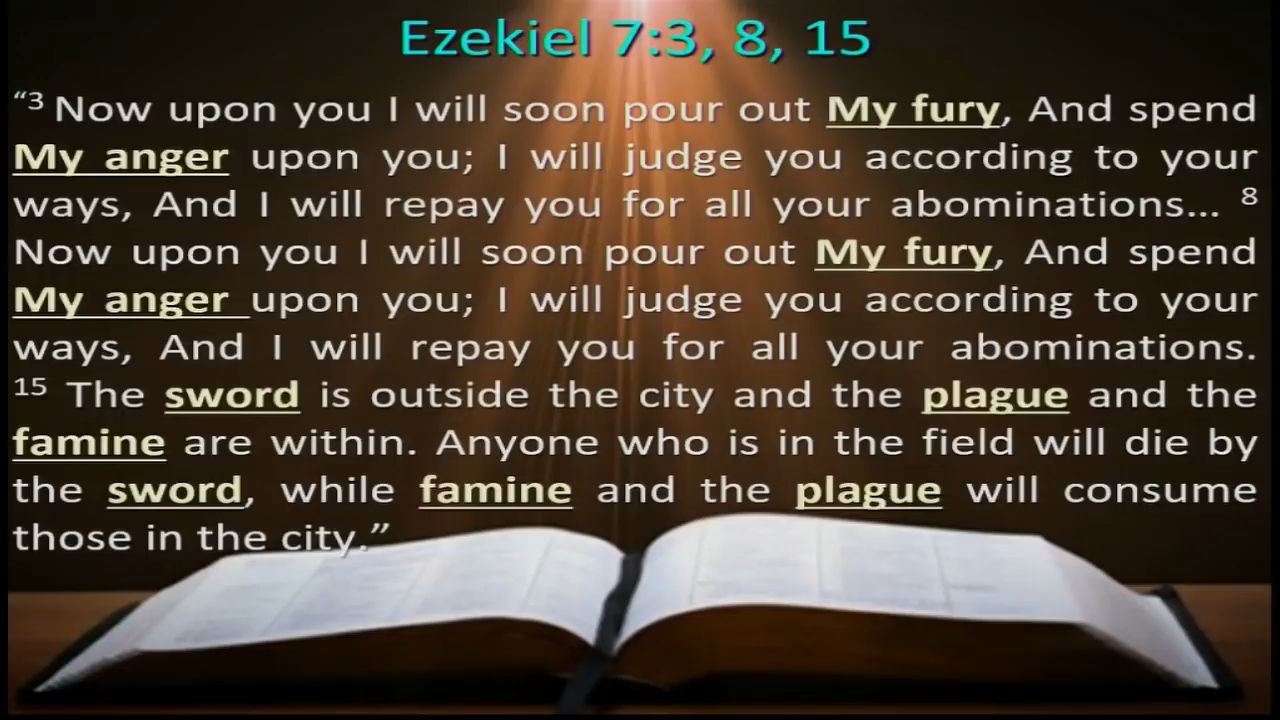 Ezekiel 7:3, 8, 15
“3 Now upon you I will soon pour out My fury, And spend
My anger upon you; I will judge you according to your
ways, And I will repay you for all your abominations... 8
Now upon you I will soon pour out My fury, And spend
My anger upon you; I will judge you according to your
ways, And I will repay you for all your abominations.
15 The sword is outside the city and the plague and the
famine are within. Anyone who is in the field will die by
the sword, while famine and the plague will consume
those in the city.”